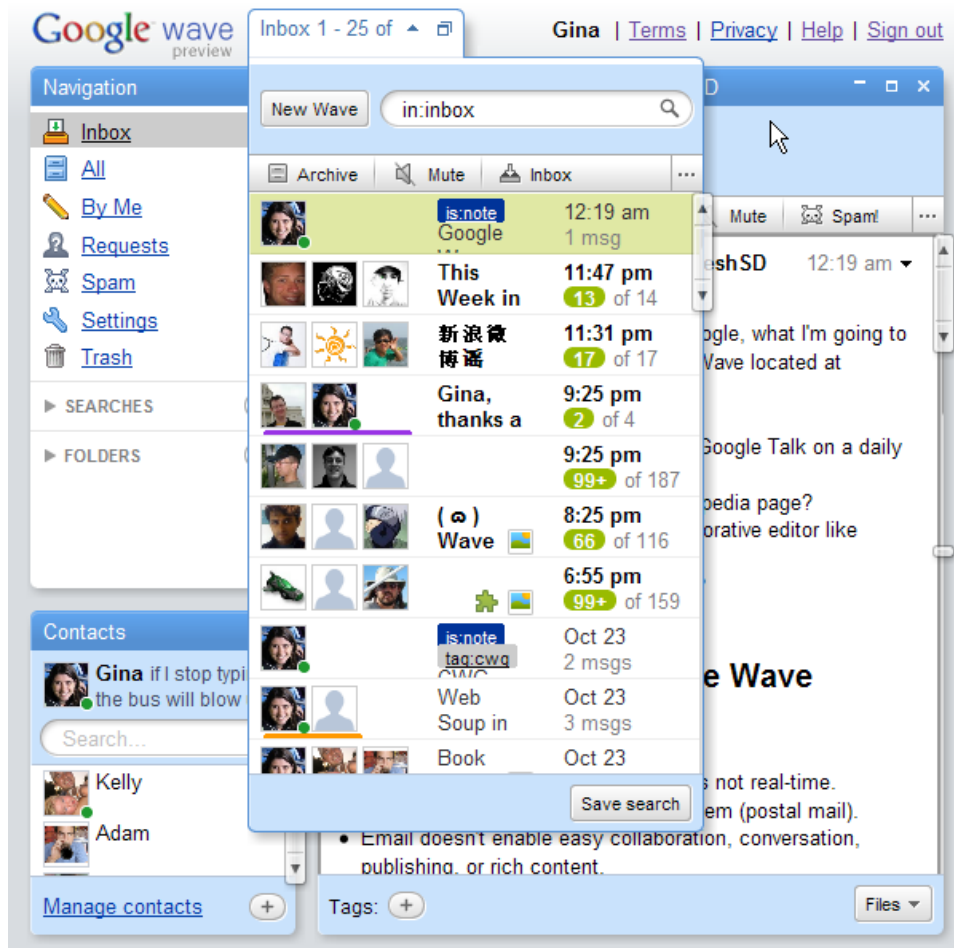 Google wave
preview
Inbox 1 - 25 of
Gina | Terms | Privacy | Help | Sign out
Navigation
Inbox
All
By Me
Requests
Spam
Settings
Trash
SEARCHES
FOLDERS
New Wave
in:inbox
Archive
Mute
Inbox
...
is:note
12:19 am
Google
1 msg
This
11:47 pm
Week in
13 of 14
新浪微
11:31 pm
博谣
17 of 17
Gina,
9:25 pm
thanks a
2 of 4
9:25 pm
99+ of 187
(ത)
8:25 pm
Wave
66 of 116
6:55 pm
99+ of 159
is:note
Oct 23
tag:cwg
2 msgs
CWG
Web
Oct 23
Soup in
3 msgs
Book
Oct 23
Save search
D
Mute
Spam!
...
eshSD
12:19 am
ogle, what I'm going to
Wave located at
Google Talk on a daily
pedia page?
orative editor like
e Wave
s not real-time.
em (postal mail).
• Email doesn't enable easy collaboration, conversation,
publishing, or rich content.
Tags: +
Files
Contacts
Gina if I stop typi
the bus will blow
Search...
Kelly
Adam
Manage contacts
+